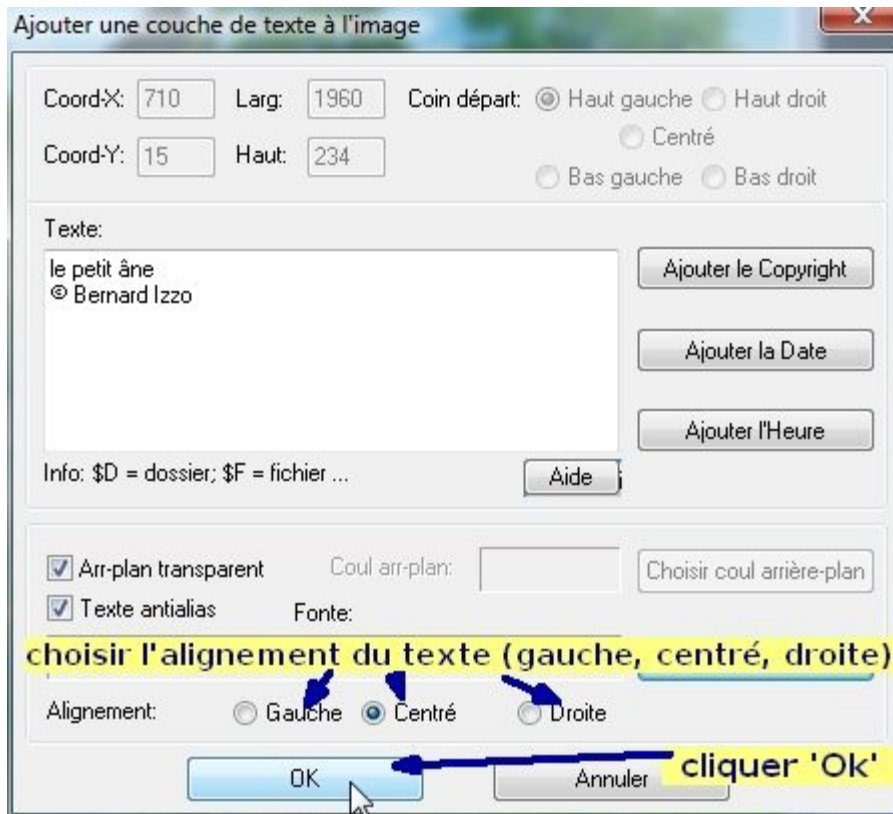 Ajouter une couche de texte à l'image
Coord-X: 710 Larg: 1960 Coin départ: Haut gauche Haut droit
Centré
Coord-Y: 15 Haut: 234
Bas gauche Bas droit
Texte:
le petit âne
© Bernard Izzo
Ajouter le Copyright
Ajouter la Date
Ajouter l'Heure
Info: $D = dossier; $F = fichier ...
Aide
Arr-plan transparent Coul arr-plan: Choisir coul arrière-plan
Texte antialias Fonte:
choisir l'alignement du texte (gauche, centré, droite)
Alignement: Gauche Centré Droite
cliquer 'Ok'
OK Annuler